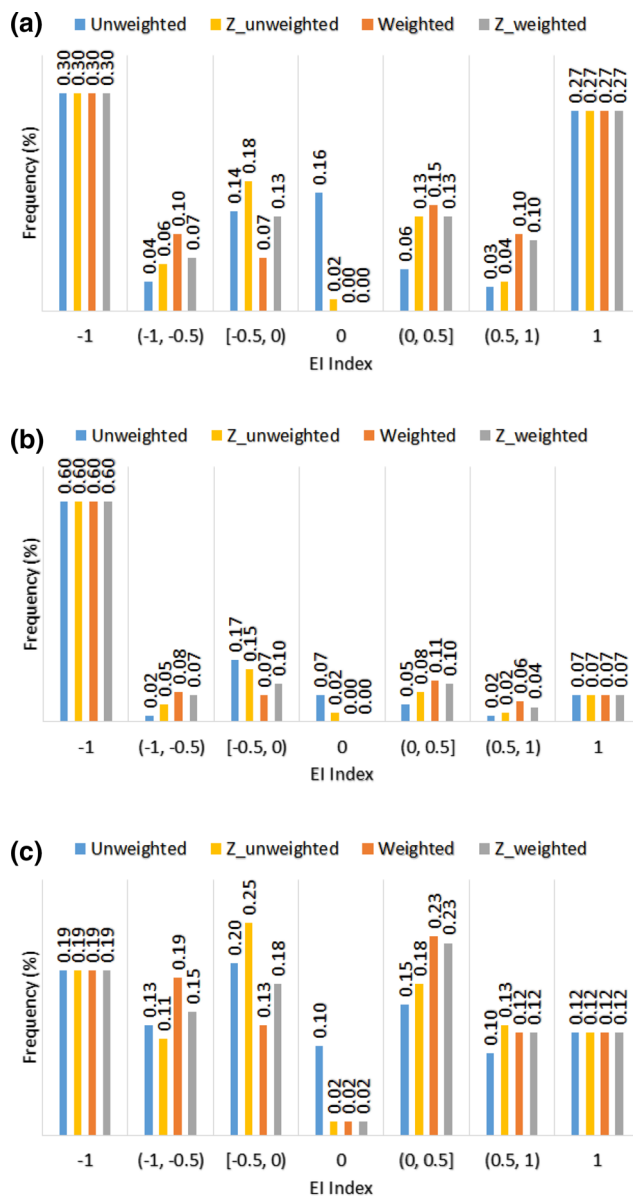 (a)
Unweighted Z_unweighted Weighted Z_weighted
Frequency (%)
0.30 0.30 0.30 0.30 0.04 0.06 0.10 0.07 0.14 0.18 0.07 0.13 0.16 0.02 0.00 0.00 0.06 0.13 0.15 0.13 0.03 0.04 0.10 0.10 0.27 0.27 0.27 0.27
-1 (-1, -0.5) [-0.5, 0) 0 (0, 0.5] (0.5, 1) 1
EI Index
(b)
Unweighted Z_unweighted Weighted Z_weighted
Frequency (%)
0.60 0.60 0.60 0.60 0.02 0.05 0.08 0.07 0.17 0.15 0.07 0.10 0.07 0.02 0.00 0.00 0.05 0.08 0.11 0.10 0.02 0.02 0.06 0.04 0.07 0.07 0.07 0.07
-1 (-1, -0.5) [-0.5, 0) 0 (0, 0.5] (0.5, 1) 1
EI Index
(c)
Unweighted Z_unweighted Weighted Z_weighted
Frequency (%)
0.19 0.19 0.19 0.19 0.13 0.11 0.19 0.15 0.20 0.25 0.13 0.18 0.10 0.02 0.02 0.02 0.15 0.18 0.23 0.23 0.10 0.13 0.12 0.12 0.12 0.12 0.12 0.12
-1 (-1, -0.5) [-0.5, 0) 0 (0, 0.5] (0.5, 1) 1
EI Index